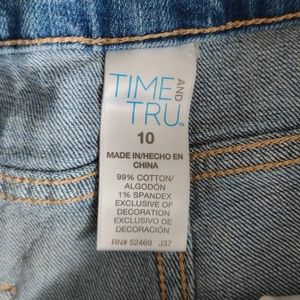 TIME
AND
TRU™
10
MADE IN/HECHO EN
CHINA
99% COTTON/
ALGODÓN
1% SPANDEX
EXCLUSIVE OF
DECORATION
EXCLUSIVO DE
DECORACIÓN
RN# 52469 J37